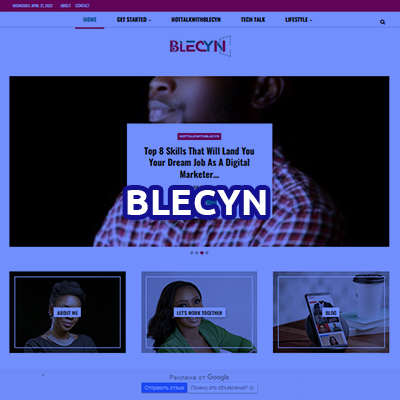 WEDNESDAY, APRIL 27, 2022 ABOUT CONTACT
HOME GET STARTED HOTTALKWITHBLECYN TECH TALK LIFESTYLE
BLECYN
HOTTALKWITHBLECYN
Top 8 Skills That Will Land You
Your Dream Job As A Digital
Marketer...
BLECYN
ABOUT ME
LET'S WORK TOGETHER
BLOG
Реклама от Google
Отправить отзыв Почему это объявление?